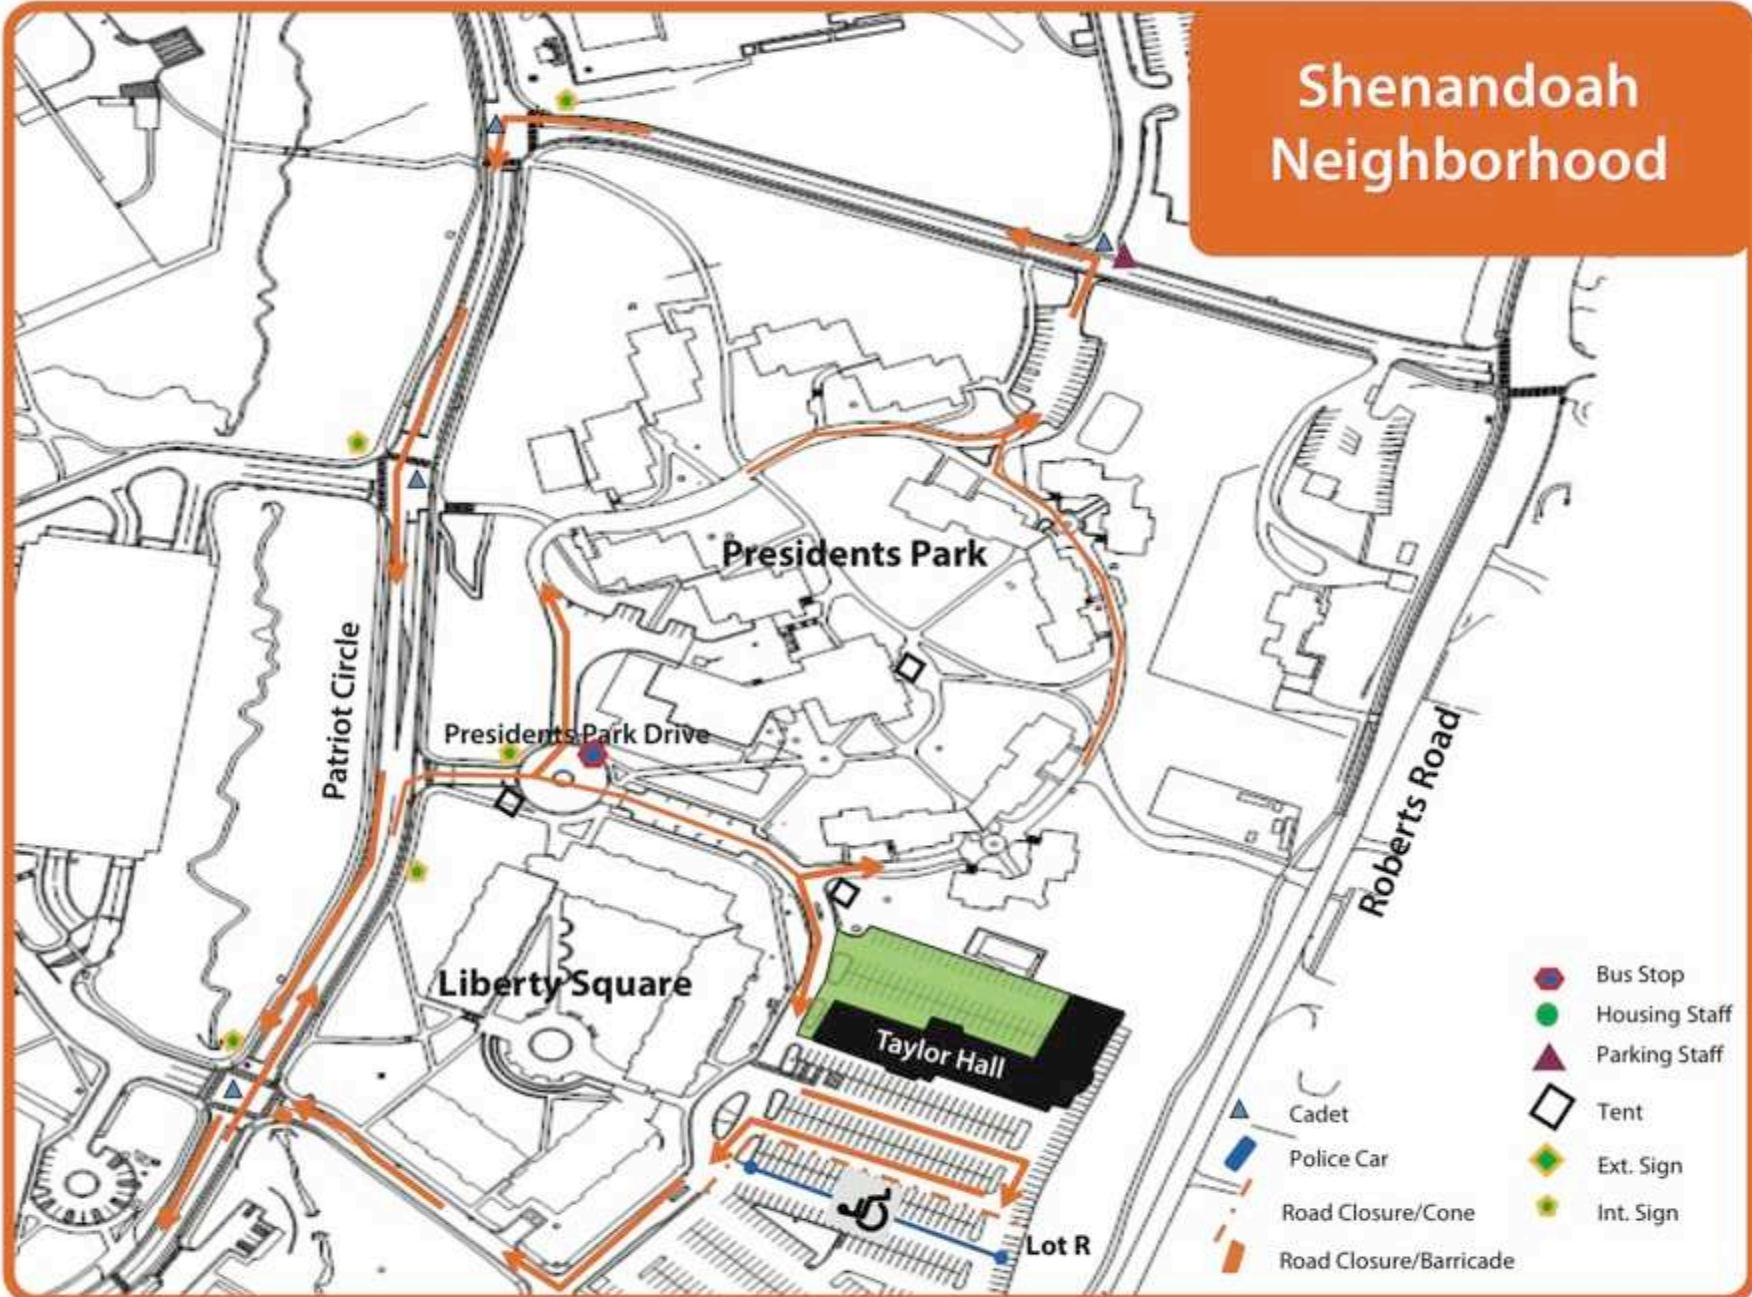 Shenandoah
Neighborhood
Presidents Park
Patriot Circle
Presidents Park Drive
Roberts Road
Liberty Square
Taylor Hall
Lot R
Bus Stop
Housing Staff
Parking Staff
Tent
Ext. Sign
Int. Sign
Cadet
Police Car
Road Closure/Cone
Road Closure/Barricade